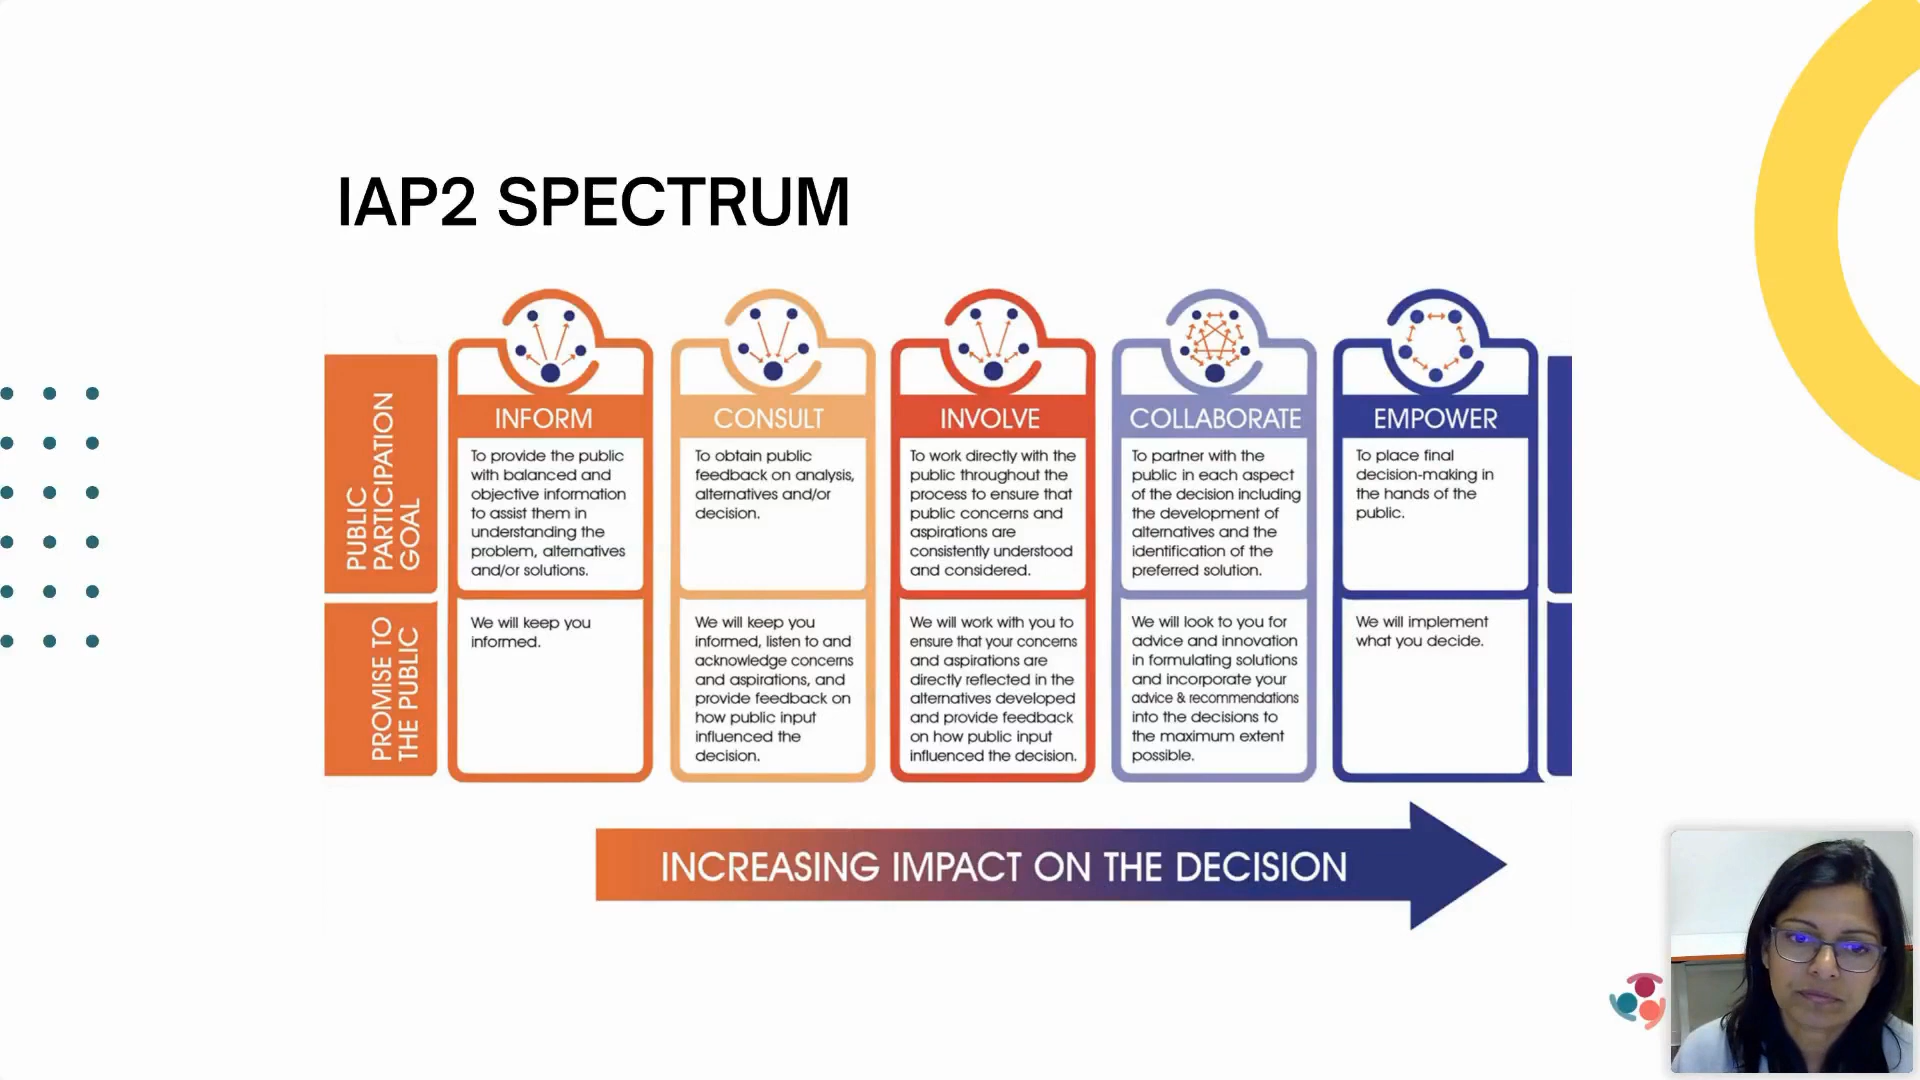 IAP2 SPECTRUM
PUBLIC
PARTICIPATION
GOAL
INFORM
To provide the public
with balanced and
objective information
to assist them in
understanding the
problem, alternatives
and/or solutions.
CONSULT
To obtain public
feedback on analysis,
alternatives and/or
decision.
INVOLVE
To work directly with the
public throughout the
process to ensure that
public concerns and
aspirations are
consistently understood
and considered.
COLLABORATE
To partner with the
public in each aspect
of the decision including
the development of
alternatives and the
identification of the
preferred solution.
EMPOWER
To place final
decision-making in
the hands of the
public.
PROMISE TO
THE PUBLIC
We will keep you
informed.
We will keep you
informed, listen to and
acknowledge concerns
and aspirations, and
provide feedback on
how public input
influenced the
decision.
We will work with you to
ensure that your concerns
and aspirations are
directly reflected in the
alternatives developed
and provide feedback
on how public input
influenced the decision.
We will look to you for
advice and innovation
in formulating solutions
and incorporate your
advice & recommendations
into the decisions to
the maximum extent
possible.
We will implement
what you decide.
INCREASING IMPACT ON THE DECISION